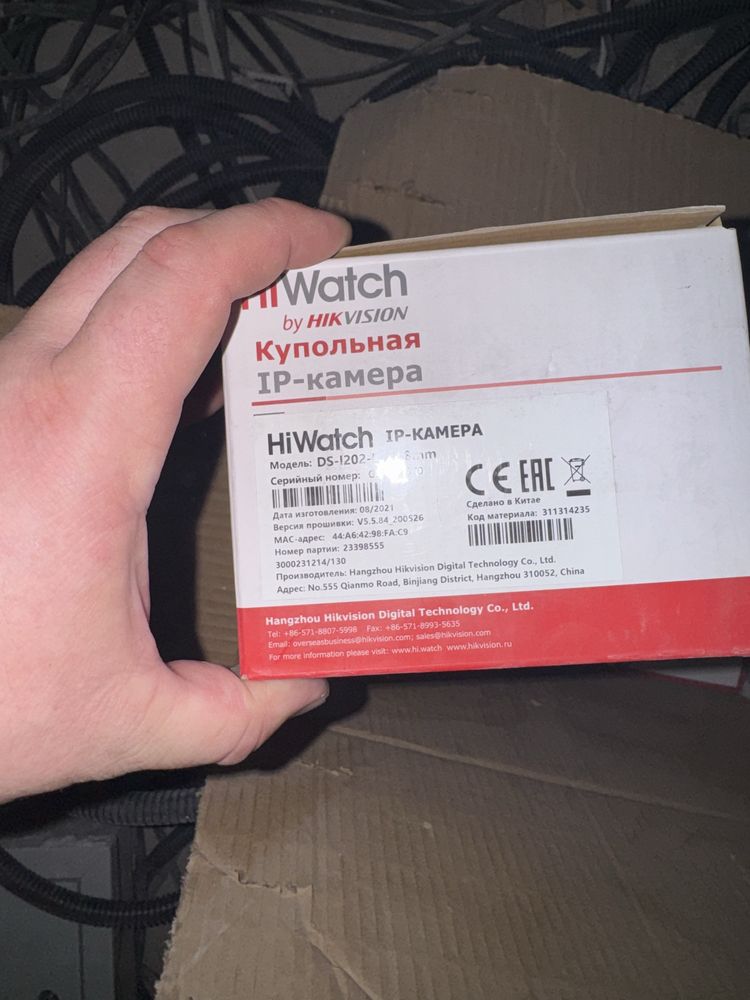 HiWatch
by HIKVISION
Купольная
IP-камера
HiWatch IP-КАМЕРА
Модель:
Серийный номер:
Дата изготовления: 08/2021
Версия прошивки: V5.5.84_200526
MAC-адрес: 44:A6:42:98:FA:C9
Номер партии: 23398555
3000231214/130
Производитель: Hangzhou Hikvision Digital Technology Co., Ltd.
Адрес: No.555 Qianmo Road, Binjiang District, Hangzhou 310052, China
CE EAC
Сделано в Китае
Код материала: 311314235
Hangzhou Hikvision Digital Technology Co., Ltd.
Tel: +86-571-8807-5998 Fax: +86-571-8993-5635
Email: overseasbusiness@hikvision.com; sales@hikvision.com
For more information please visit: www.hi.watch www.hikvision.ru